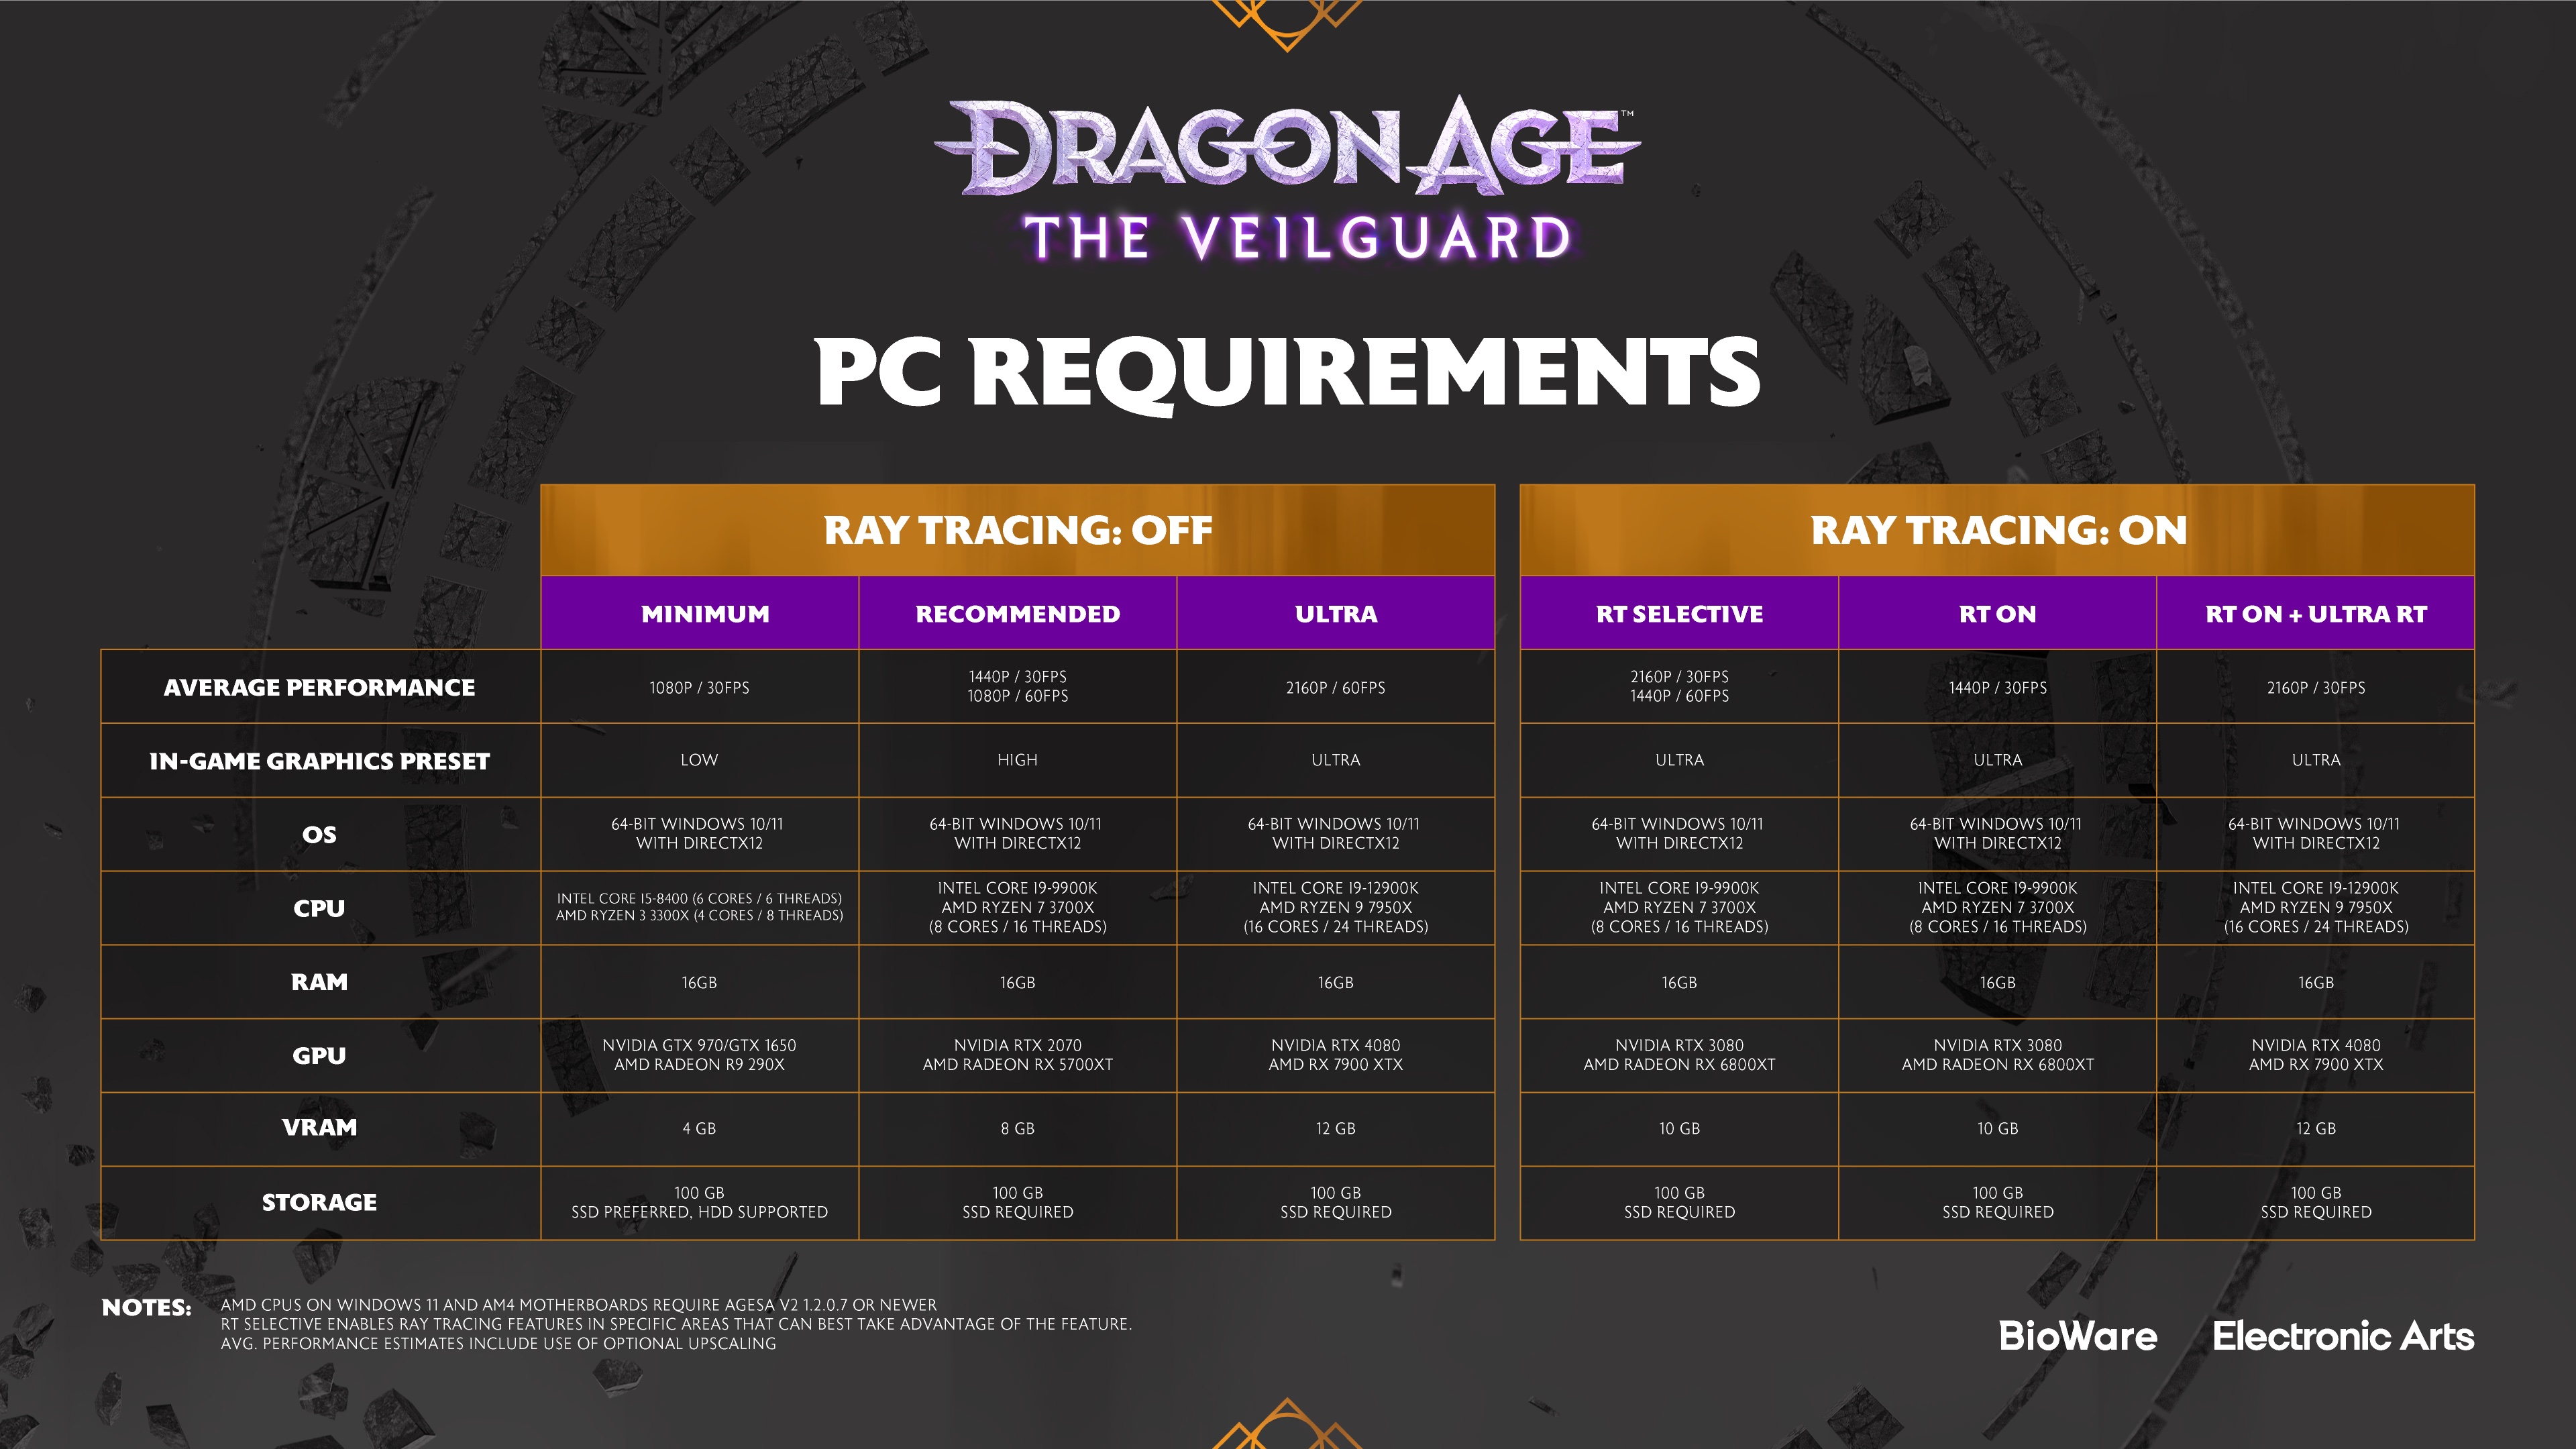 DRAGON AGE™
THE VEILGUARD
PC REQUIREMENTS
RAY TRACING: OFF
RAY TRACING: ON
MINIMUM
RECOMMENDED
ULTRA
RT SELECTIVE
RT ON
RT ON + ULTRA RT
AVERAGE PERFORMANCE
1080P / 30FPS
1440P / 30FPS
1080P / 60FPS
2160P / 60FPS
2160P / 30FPS
1440P / 60FPS
1440P / 30FPS
2160P / 30FPS
IN-GAME GRAPHICS PRESET
LOW
HIGH
ULTRA
ULTRA
ULTRA
ULTRA
OS
64-BIT WINDOWS 10/11
WITH DIRECTX12
64-BIT WINDOWS 10/11
WITH DIRECTX12
64-BIT WINDOWS 10/11
WITH DIRECTX12
64-BIT WINDOWS 10/11
WITH DIRECTX12
64-BIT WINDOWS 10/11
WITH DIRECTX12
64-BIT WINDOWS 10/11
WITH DIRECTX12
CPU
INTEL CORE I5-8400 (6 CORES / 6 THREADS)
AMD RYZEN 3 3300X (4 CORES / 8 THREADS)
INTEL CORE I9-9900K
AMD RYZEN 7 3700X
(8 CORES / 16 THREADS)
INTEL CORE I9-12900K
AMD RYZEN 9 7950X
(16 CORES / 24 THREADS)
INTEL CORE I9-9900K
AMD RYZEN 7 3700X
(8 CORES / 16 THREADS)
INTEL CORE I9-9900K
AMD RYZEN 7 3700X
(8 CORES / 16 THREADS)
INTEL CORE I9-12900K
AMD RYZEN 9 7950X
(16 CORES / 24 THREADS)
RAM
16GB
16GB
16GB
16GB
16GB
16GB
GPU
NVIDIA GTX 970/GTX 1650
AMD RADEON R9 290X
NVIDIA RTX 2070
AMD RADEON RX 5700XT
NVIDIA RTX 4080
AMD RX 7900 XTX
NVIDIA RTX 3080
AMD RADEON RX 6800XT
NVIDIA RTX 3080
AMD RADEON RX 6800XT
NVIDIA RTX 4080
AMD RX 7900 XTX
VRAM
4 GB
8 GB
12 GB
10 GB
10 GB
12 GB
STORAGE
100 GB
SSD PREFERRED, HDD SUPPORTED
100 GB
SSD REQUIRED
100 GB
SSD REQUIRED
100 GB
SSD REQUIRED
100 GB
SSD REQUIRED
100 GB
SSD REQUIRED
NOTES:
AMD CPUS ON WINDOWS 11 AND AM4 MOTHERBOARDS REQUIRE AGESA V2 1.2.0.7 OR NEWER
RT SELECTIVE ENABLES RAY TRACING FEATURES IN SPECIFIC AREAS THAT CAN BEST TAKE ADVANTAGE OF THE FEATURE.
AVG. PERFORMANCE ESTIMATES INCLUDE USE OF OPTIONAL UPSCALING
BioWare
Electronic Arts